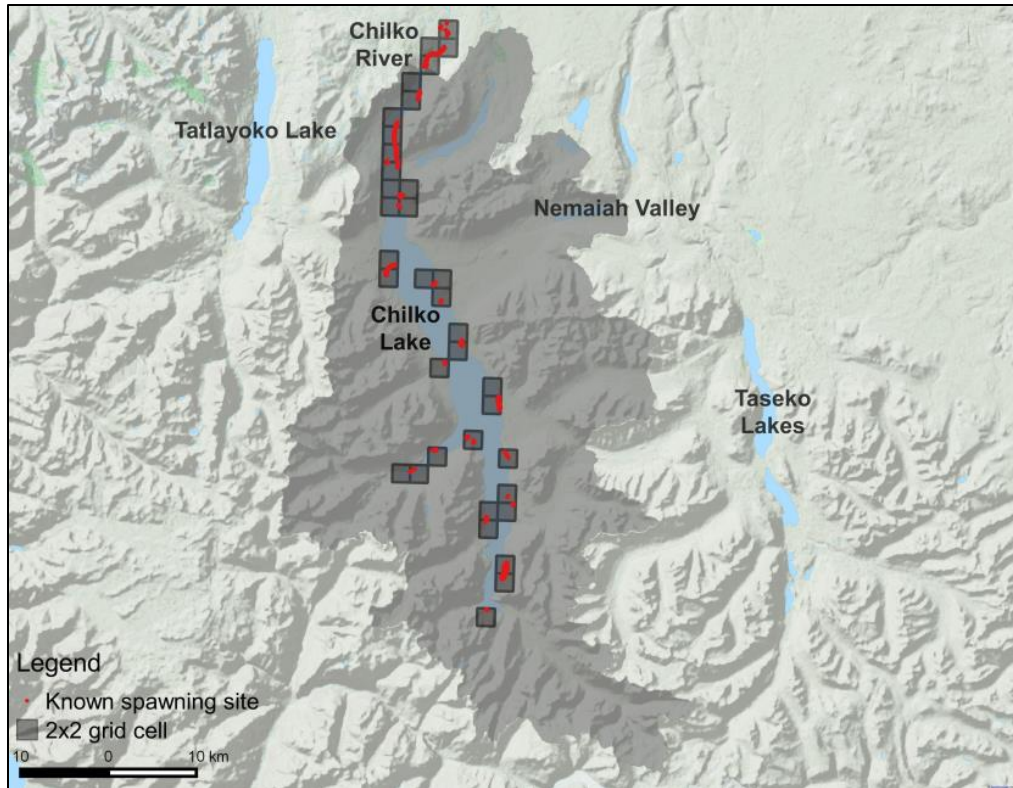 Chilko
River
Tatlayoko Lake
Nemaiah Valley
Chilko
Lake
Taseko
Lakes
Legend
Known spawning site
2x2 grid cell
10 0 10 km